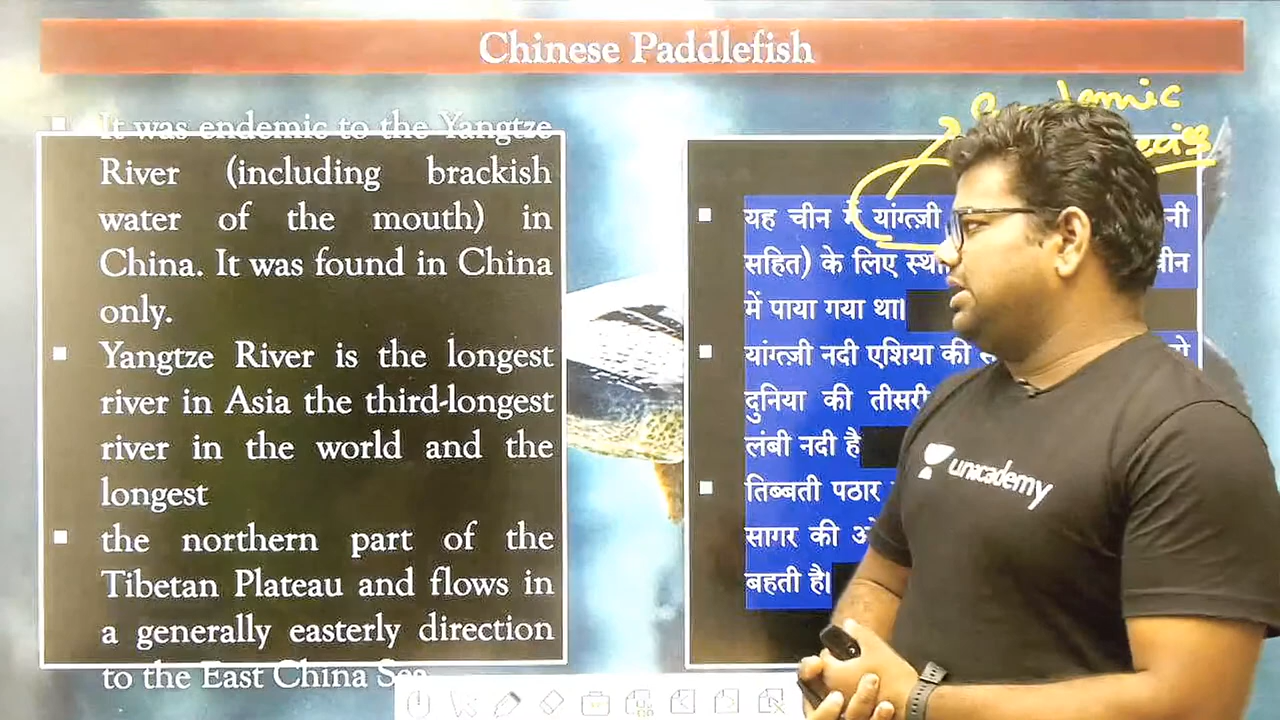 Chinese Paddlefish
It was endemic to the Yangtze
River (including brackish
water of the mouth) in
China. It was found in China
only.
Yangtze River is the longest
river in Asia the third-longest
river in the world and the
longest
the northern part of the
Tibetan Plateau and flows in
a generally easterly direction
to the East China
यह चीन में यांग्त्ज़ी
सहित) के लिए
चीन
में पाया गया था।
यांग्त्ज़ी नदी एशिया की
दुनिया की तीसरी
लंबी नदी है
तिब्बती पठार
सागर की
बहती है।
unacademy